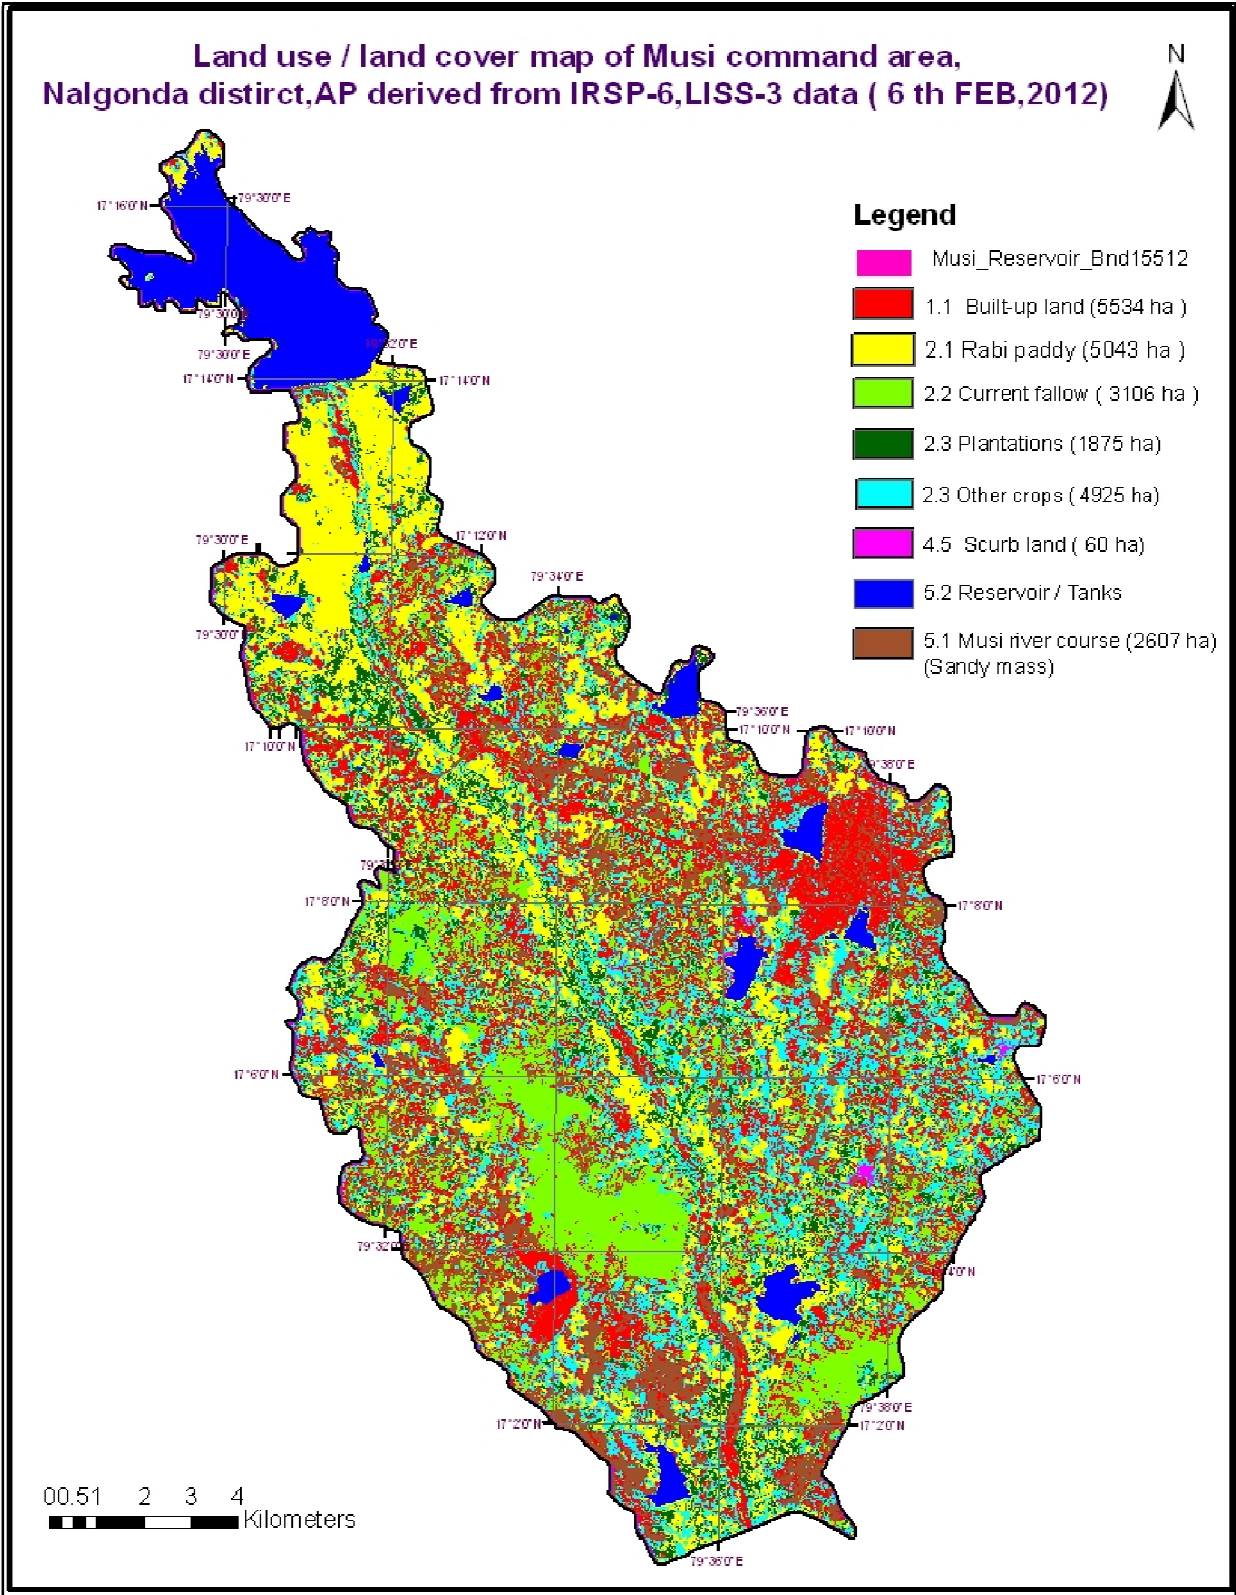 Land use / land cover map of Musi command area,
Nalgonda distirct,AP derived from IRSP-6,LISS-3 data ( 6 th FEB,2012)
N
Legend
Musi_Reservoir_Bnd15512
1.1 Built-up land (5534 ha )
2.1 Rabi paddy (5043 ha )
2.2 Current fallow ( 3106 ha )
2.3 Plantations (1875 ha)
2.3 Other crops ( 4925 ha)
4.5 Scurb land ( 60 ha)
5.2 Reservoir / Tanks
5.1 Musi river course (2607 ha)
(Sandy mass)
79°30'0"E
17°16'0"N
79°30'0"
79°30'0"E
17°14'0"N
17°14'0"N
79°30'0"E
17°12'0"N
79°34'0"E
79°30'0"
79°36'0"E
17°10'0"N
17°10'0"N
17°10'0"N
17°8'0"N
17°8'0"N
17°6'0"N
17°6'0"N
79°32'0"
79°38'0"E
17°2'0"N
17°2'0"N
79°36'0"E
00.51 2 3 4
Kilometers